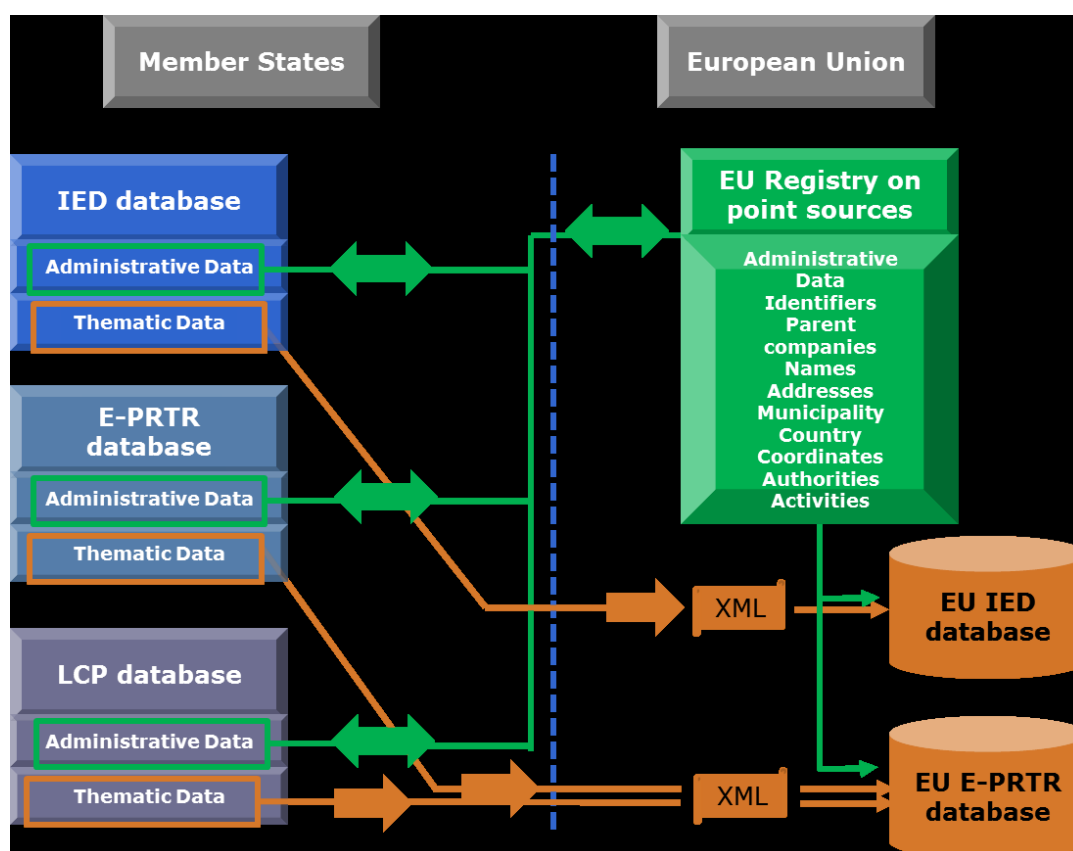 Member States
European Union
IED database
Administrative Data
Thematic Data
E-PRTR
database
Administrative Data
Thematic Data
LCP database
Administrative Data
Thematic Data
EU Registry on
point sources
Administrative
Data
Identifiers
Parent
companies
Names
Addresses
Municipality
Country
Coordinates
Authorities
Activities
XML
EU IED
database
XML
EU E-PRTR
database